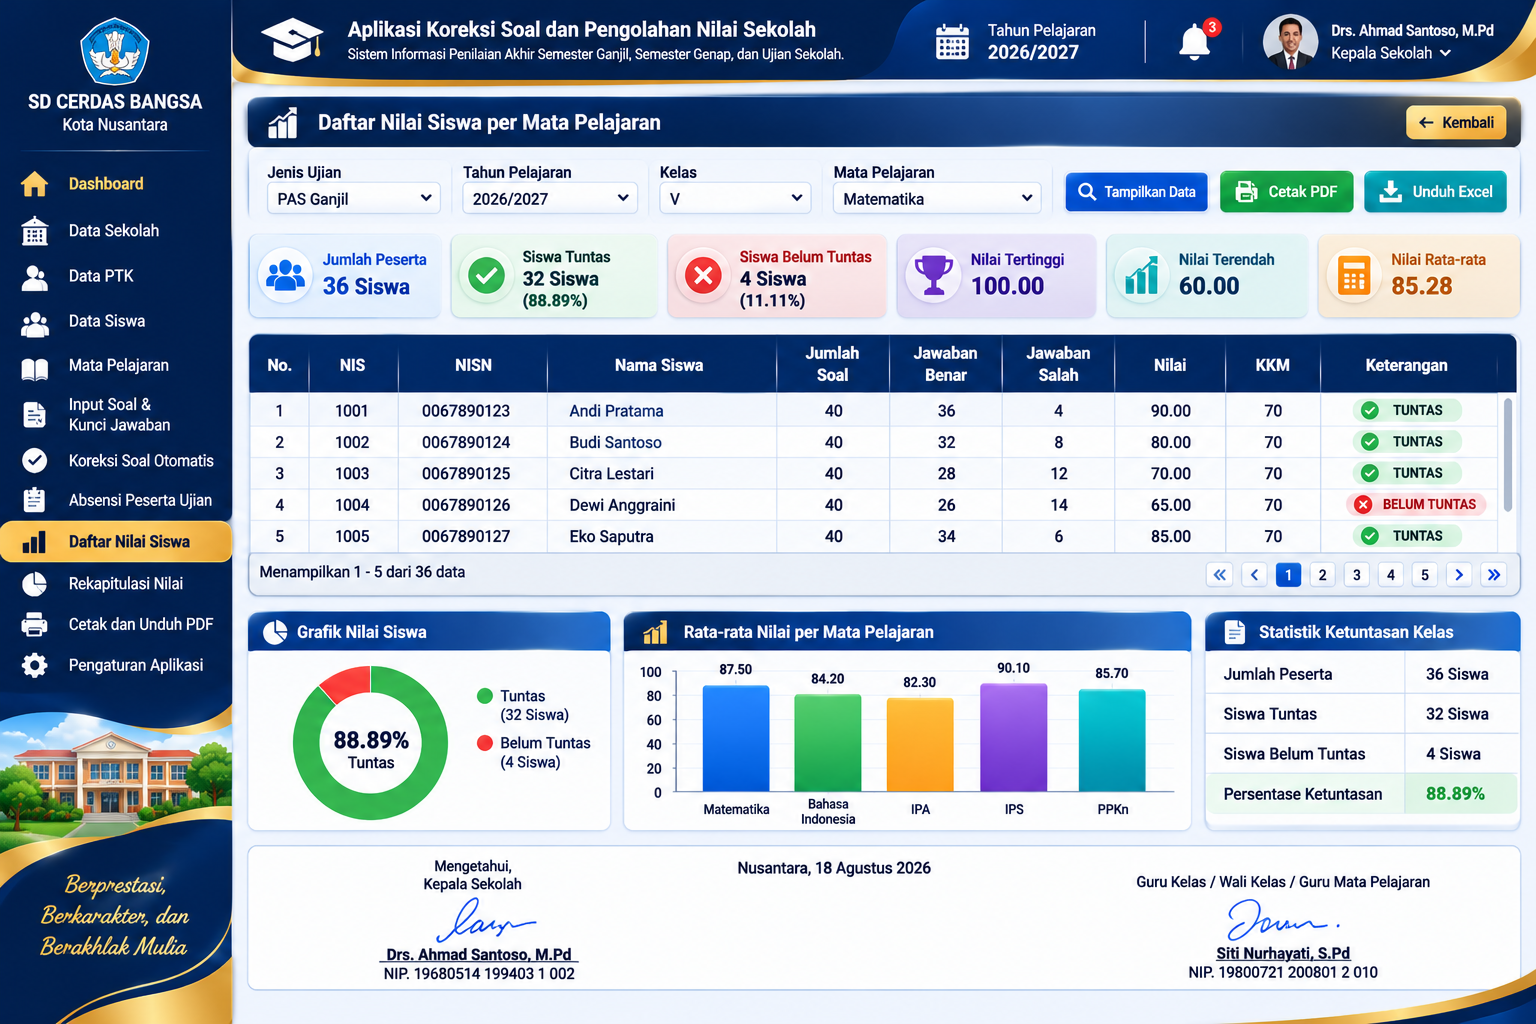 SD CERDAS BANGSA
Kota Nusantara
Dashboard
Data Sekolah
Data PTK
Data Siswa
Mata Pelajaran
Input Soal &
Kunci Jawaban
Koreksi Soal Otomatis
Absensi Peserta Ujian
Daftar Nilai Siswa
Rekapitulasi Nilai
Cetak dan Unduh PDF
Pengaturan Aplikasi
Berprestasi,
Berkarakter, dan
Berakhlak Mulia
Aplikasi Koreksi Soal dan Pengolahan Nilai Sekolah
Sistem Informasi Penilaian Akhir Semester Ganjil, Semester Genap, dan Ujian Sekolah.
Tahun Pelajaran
2026/2027
3
Drs. Ahmad Santoso, M.Pd
Kepala Sekolah
Daftar Nilai Siswa per Mata Pelajaran
Kembali
Jenis Ujian
PAS Ganjil
Tahun Pelajaran
2026/2027
Kelas
V
Mata Pelajaran
Matematika
Tampilkan Data
Cetak PDF
Unduh Excel
Jumlah Peserta
36 Siswa
Siswa Tuntas
32 Siswa
(88.89%)
Siswa Belum Tuntas
4 Siswa
(11.11%)
Nilai Tertinggi
100.00
Nilai Terendah
60.00
Nilai Rata-rata
85.28
No. NIS NISN Nama Siswa Jumlah Soal Jawaban Benar Jawaban Salah Nilai KKM Keterangan
1 1001 0067890123 Andi Pratama 40 36 4 90.00 70 TUNTAS
2 1002 0067890124 Budi Santoso 40 32 8 80.00 70 TUNTAS
3 1003 0067890125 Citra Lestari 40 28 12 70.00 70 TUNTAS
4 1004 0067890126 Dewi Anggraini 40 26 14 65.00 70 BELUM TUNTAS
5 1005 0067890127 Eko Saputra 40 34 6 85.00 70 TUNTAS
Menampilkan 1 - 5 dari 36 data
« ‹ 1 2 3 4 5 › »
Grafik Nilai Siswa
88.89%
Tuntas
Tuntas
(32 Siswa)
Belum Tuntas
(4 Siswa)
Rata-rata Nilai per Mata Pelajaran
100
80
60
40
20
0
87.50
84.20
82.30
90.10
85.70
Matematika
Bahasa
Indonesia
IPA
IPS
PPKn
Statistik Ketuntasan Kelas
Jumlah Peserta 36 Siswa
Siswa Tuntas 32 Siswa
Siswa Belum Tuntas 4 Siswa
Persentase Ketuntasan 88.89%
Mengetahui,
Kepala Sekolah
Drs. Ahmad Santoso, M.Pd
NIP. 19680514 199403 1 002
Nusantara, 18 Agustus 2026
Guru Kelas / Wali Kelas / Guru Mata Pelajaran
Siti Nurhayati, S.Pd
NIP. 19800721 200801 2 010